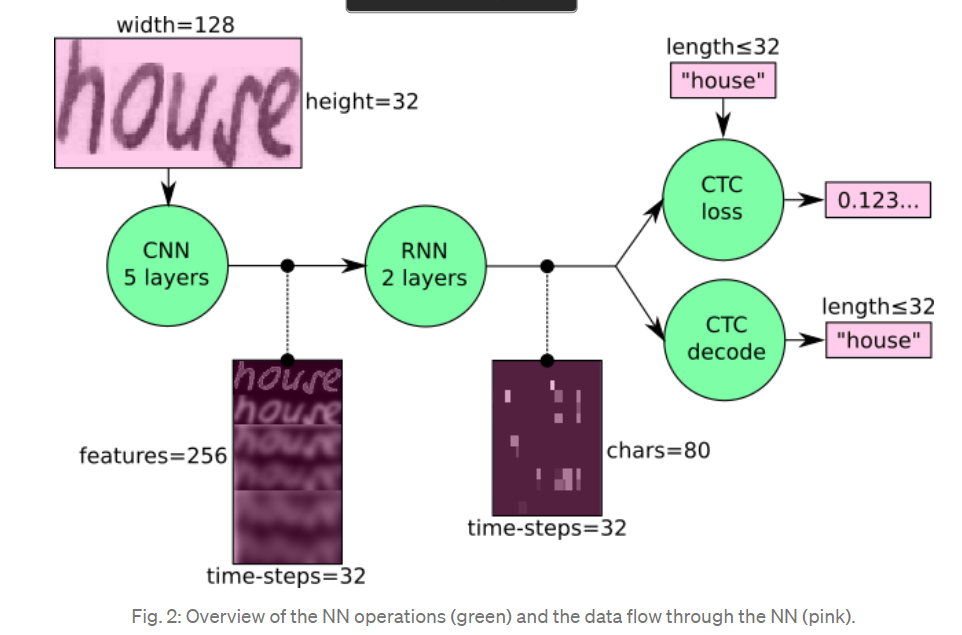 width=128
house
height=32
CNN
5 layers
RNN
2 layers
length≤32
"house"
CTC
loss
0.123...
CTC
decode
length≤32
"house"
house
house
house
house
features=256
time-steps=32
chars=80
time-steps=32
Fig. 2: Overview of the NN operations (green) and the data flow through the NN (pink).